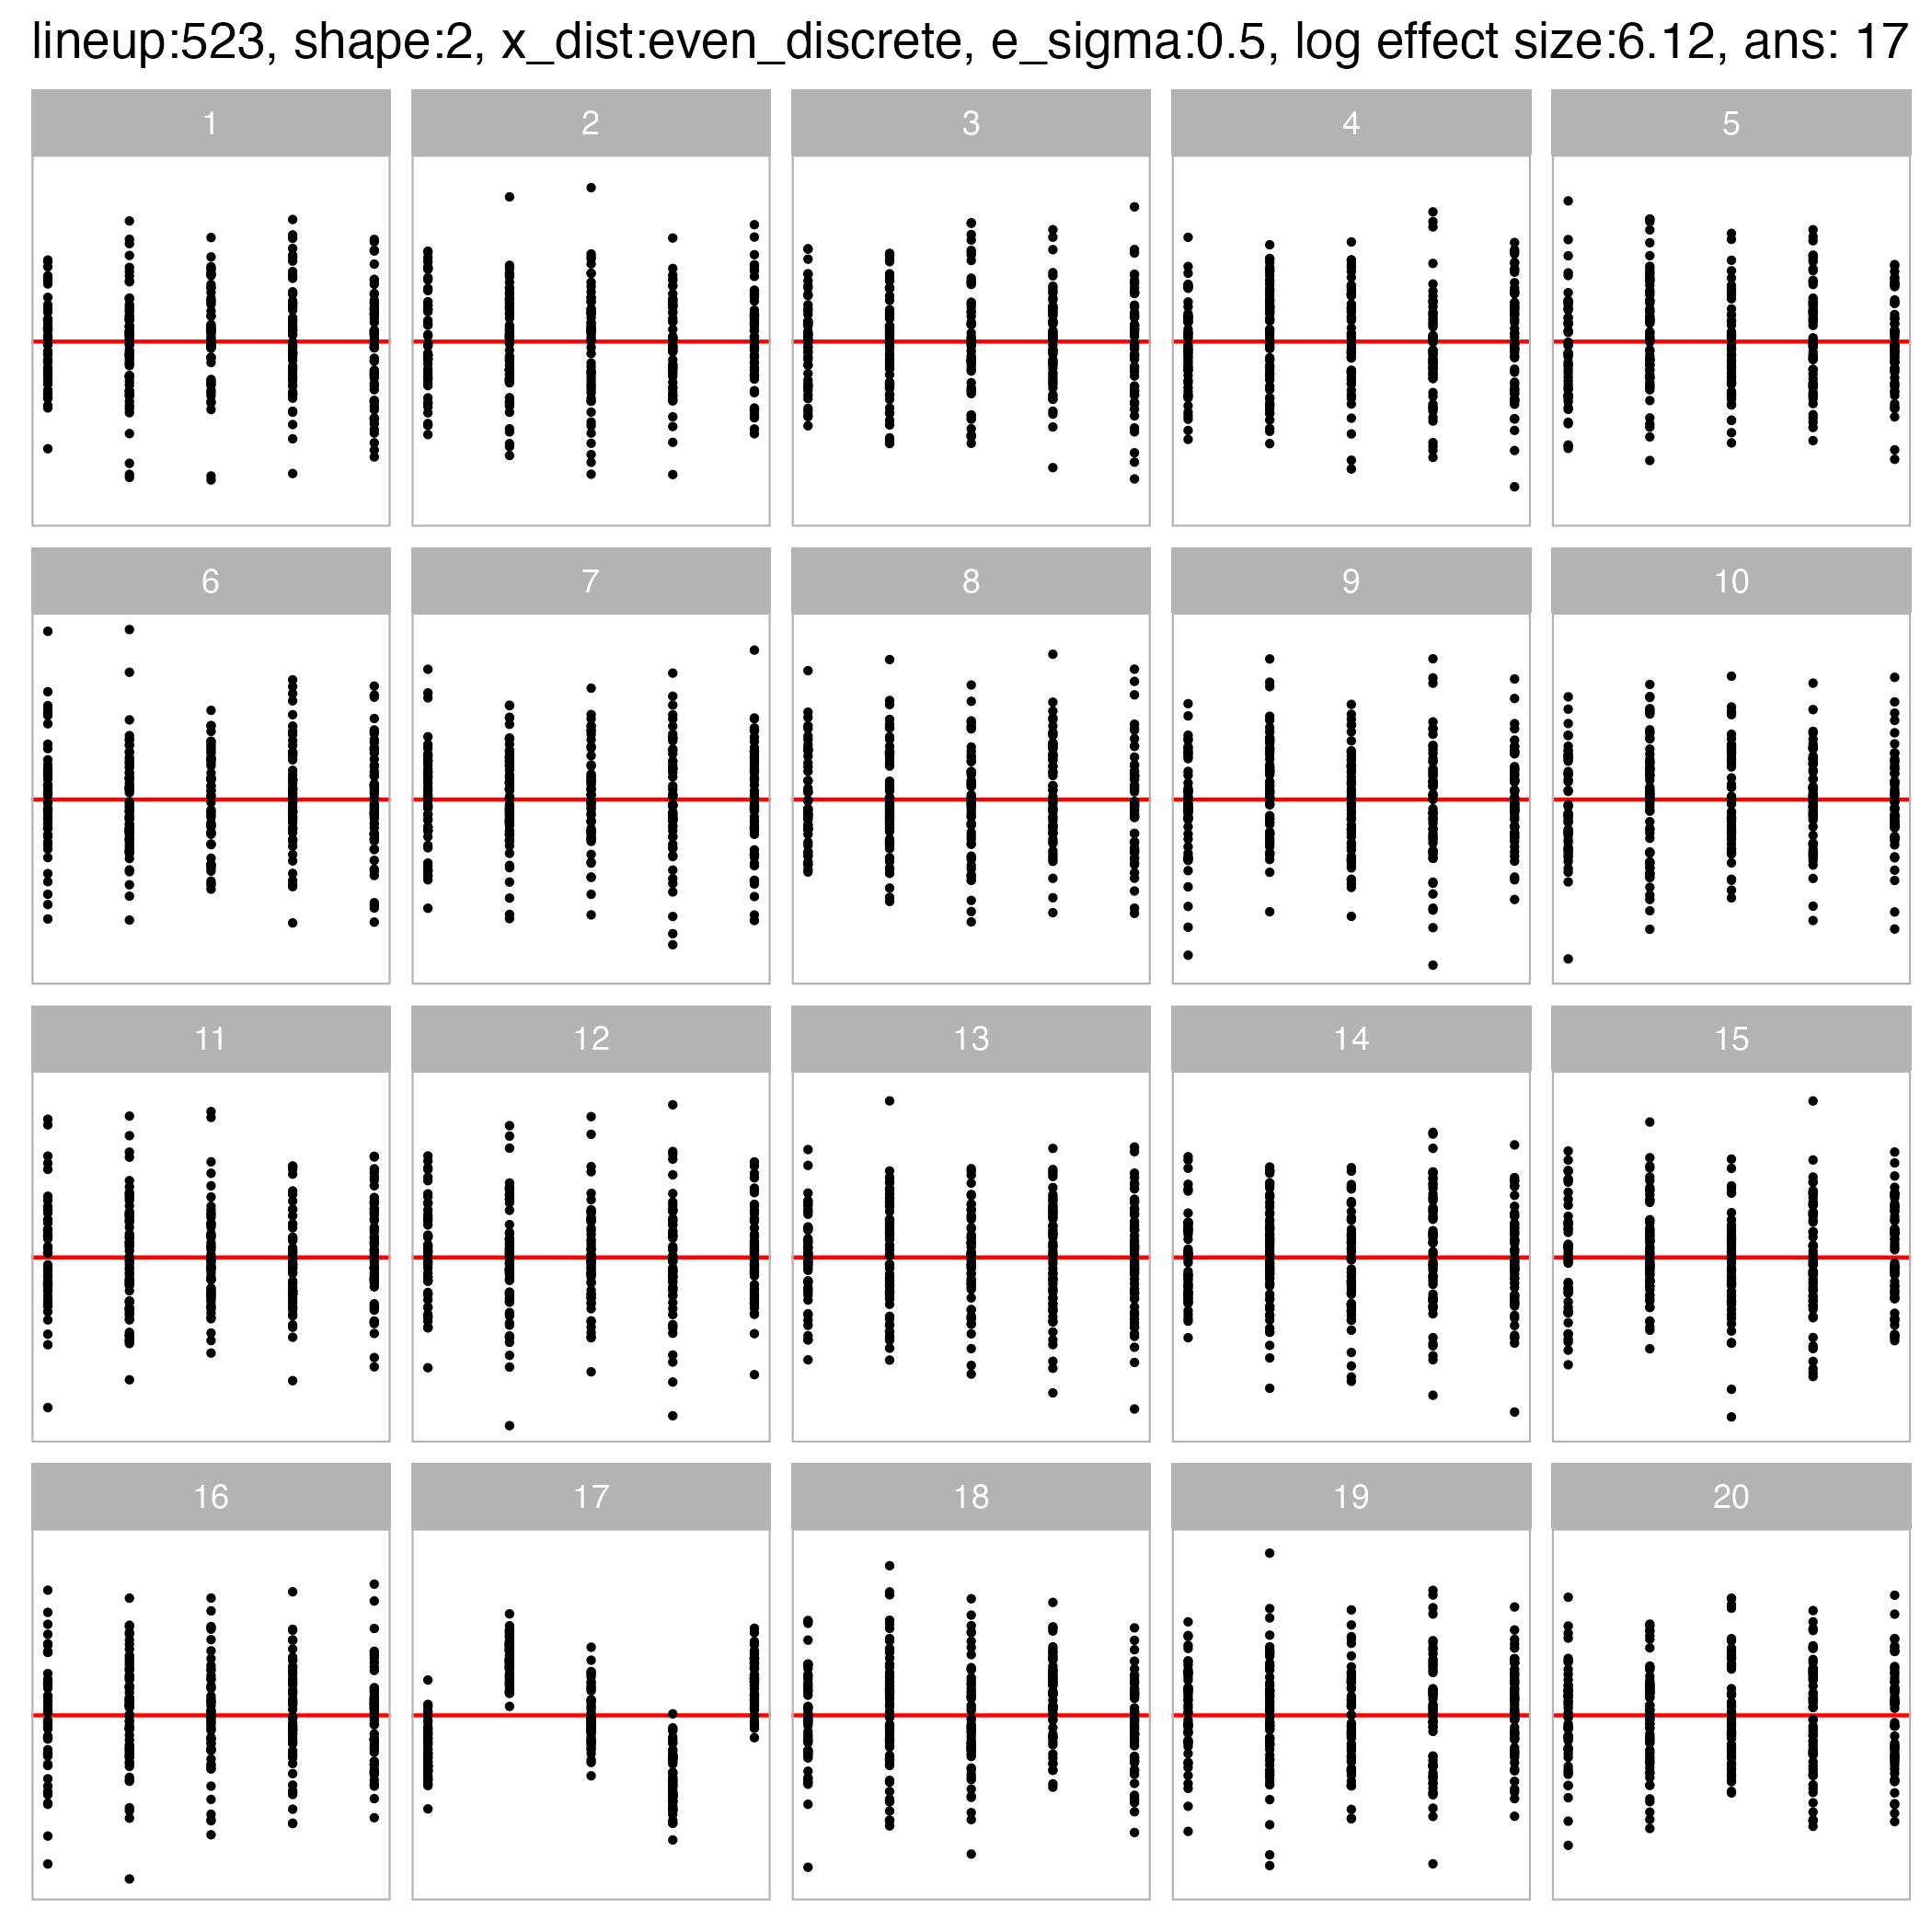 lineup:523, shape:2, x_dist:even_discrete, e_sigma:0.5, log effect size:6.12, ans: 17
1 2 3 4 5
6 7 8 9 10
11 12 13 14 15
16 17 18 19 20